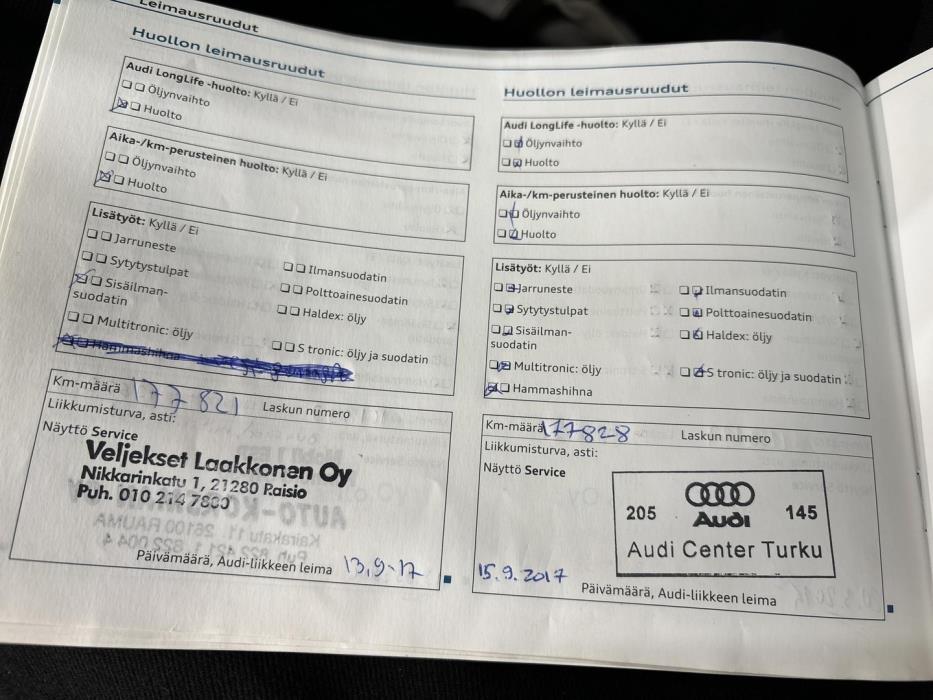 Leimausruudut
Huollon leimausruudut
Audi LongLife -huolto: Kyllä / Ei
Öljynvaihto
Huolto
Aika-/km-perusteinen huolto: Kyllä / Ei
Öljynvaihto
Huolto
Lisätyöt: Kyllä / Ei
Jarruneste
Sytytystulpat
Sisäilman-
suodatin
Multitronic: öljy
Hammashihna
Ilmansuodatin
Polttoainesuodatin
Haldex: öljy
S tronic: öljy ja suodatin
Km-määrä 177821 Laskun numero
Liikkumisturva, asti:
Näyttö Service
Veljekset Laakkonen Oy
Nikkarinkatu 1, 21280 Raisio
Puh. 010 214 7800
Päivämäärä, Audi-liikkeen leima 13,9-17
Huollon leimausruudut
Audi LongLife -huolto: Kyllä / Ei
Öljynvaihto
Huolto
Aika-/km-perusteinen huolto: Kyllä / Ei
Öljynvaihto
Huolto
Lisätyöt: Kyllä / Ei
Jarruneste
Sytytystulpat
Sisäilman-
suodatin
Multitronic: öljy
Hammashihna
Ilmansuodatin
Polttoainesuodatin
Haldex: öljy
S tronic: öljy ja suodatin
Km-määrä 177828 Laskun numero
Liikkumisturva, asti:
Näyttö Service
205 Audi 145
Audi Center Turku
15.9.2017
Päivämäärä, Audi-liikkeen leima